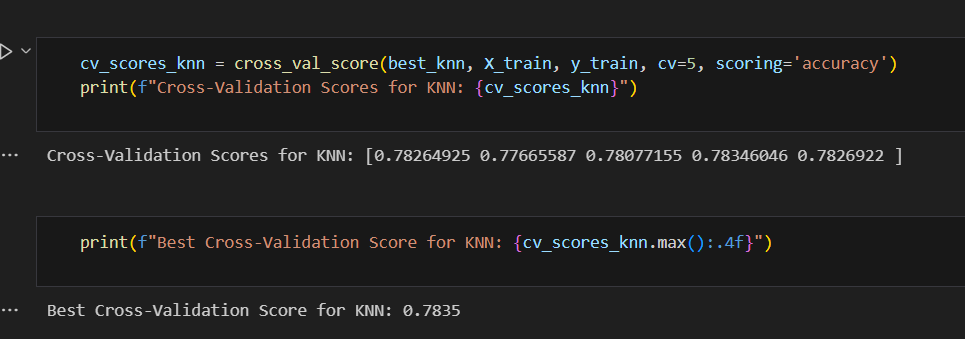 cv_scores_knn = cross_val_score(best_knn, X_train, y_train, cv=5, scoring='accuracy')
print(f"Cross-Validation Scores for KNN: {cv_scores_knn}")
Cross-Validation Scores for KNN: [0.78264925 0.77665587 0.78077155 0.78346046 0.7826922 ]
print(f"Best Cross-Validation Score for KNN: {cv_scores_knn.max():.4f}")
Best Cross-Validation Score for KNN: 0.7835